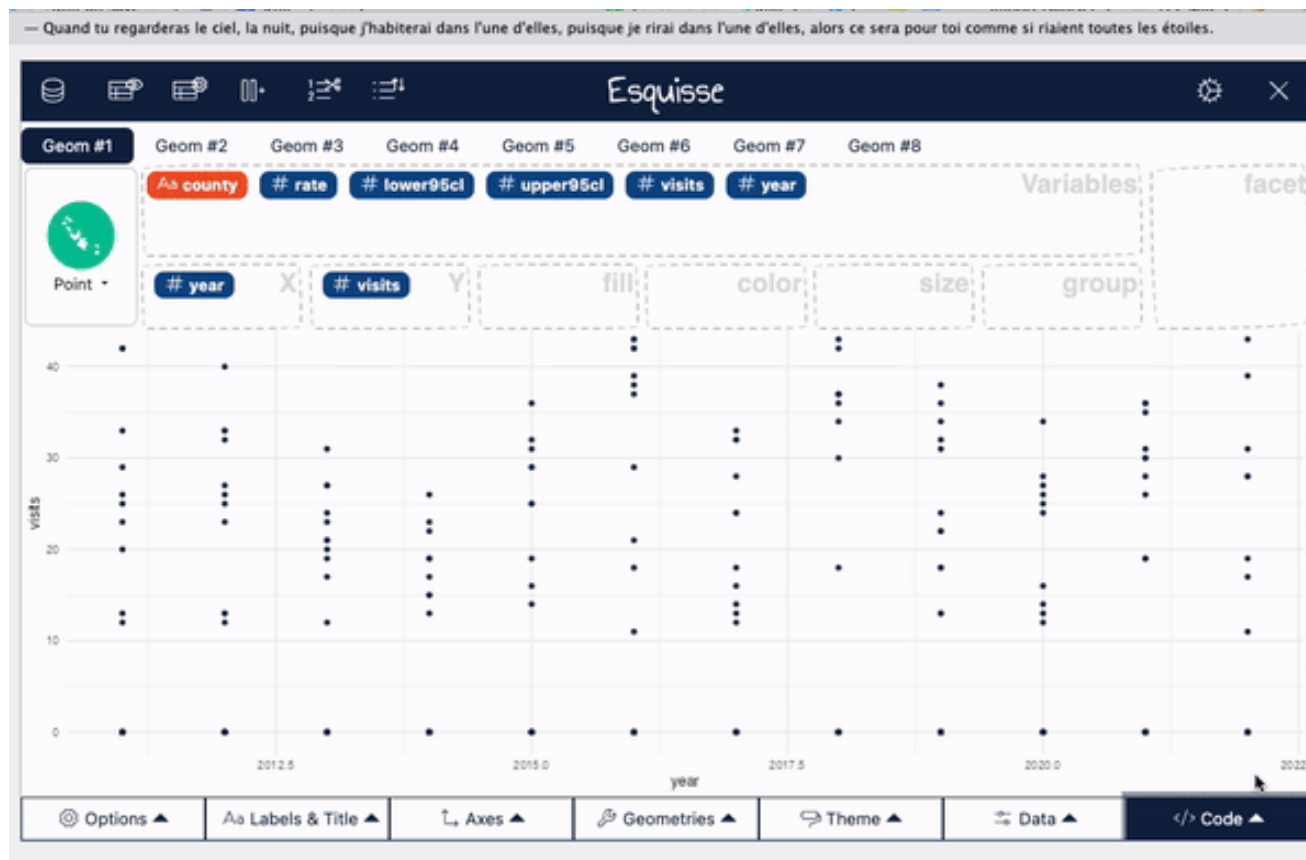 — Quand tu regarderas le ciel, la nuit, puisque j'habiterai dans l'une d'elles, puisque je rirai dans l'une d'elles, alors ce sera pour toi comme si riaient toutes les étoiles.
Esquisse
Geom #1 Geom #2 Geom #3 Geom #4 Geom #5 Geom #6 Geom #7 Geom #8
Aa county # rate # lower95cl # upper95cl # visits # year Variables facet
Point
# year X # visits Y fill color size group
40
30
20
10
0
visits
2012.5 2015.0 2017.5 2020.0 2022
year
Options Aa Labels & Title Axes Geometries Theme Data </> Code